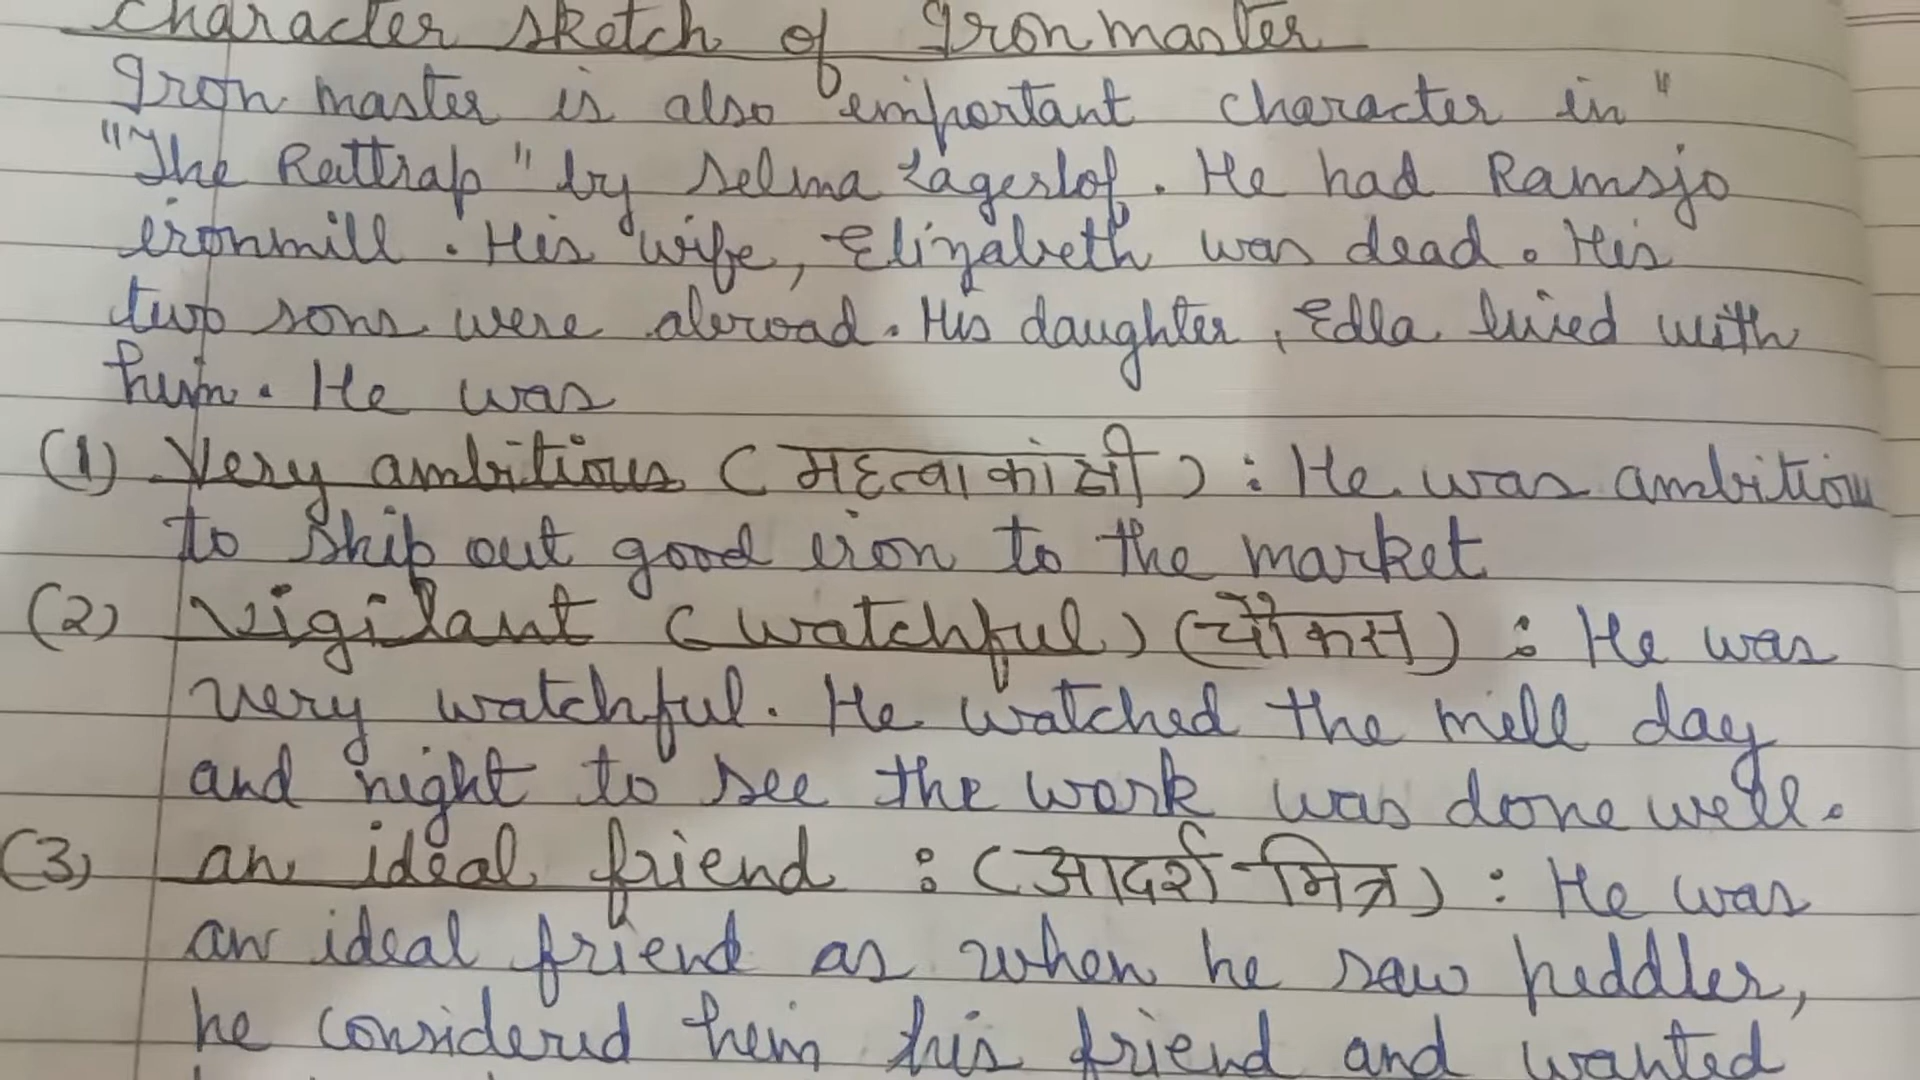 Character sketch of Ironmaster
Iron master is also important character in "
"The Rattrap" by Selma Lagerlof. He had Ramsjo
ironmill. His wife, Elizabeth was dead. His
two sons were abroad. His daughter, Edla lived with
him. He was
(1) Very ambitious (महत्वाकांक्षी) : He was ambition
to ship out good iron to the market
(2) Vigilant (watchful) (चौकस) : He was
very watchful. He watched the mill day
and night to see the work was done well.
(3) an ideal friend : (आदर्श-मित्र) : He was
an ideal friend as when he saw peddler,
he considered him his friend and wanted